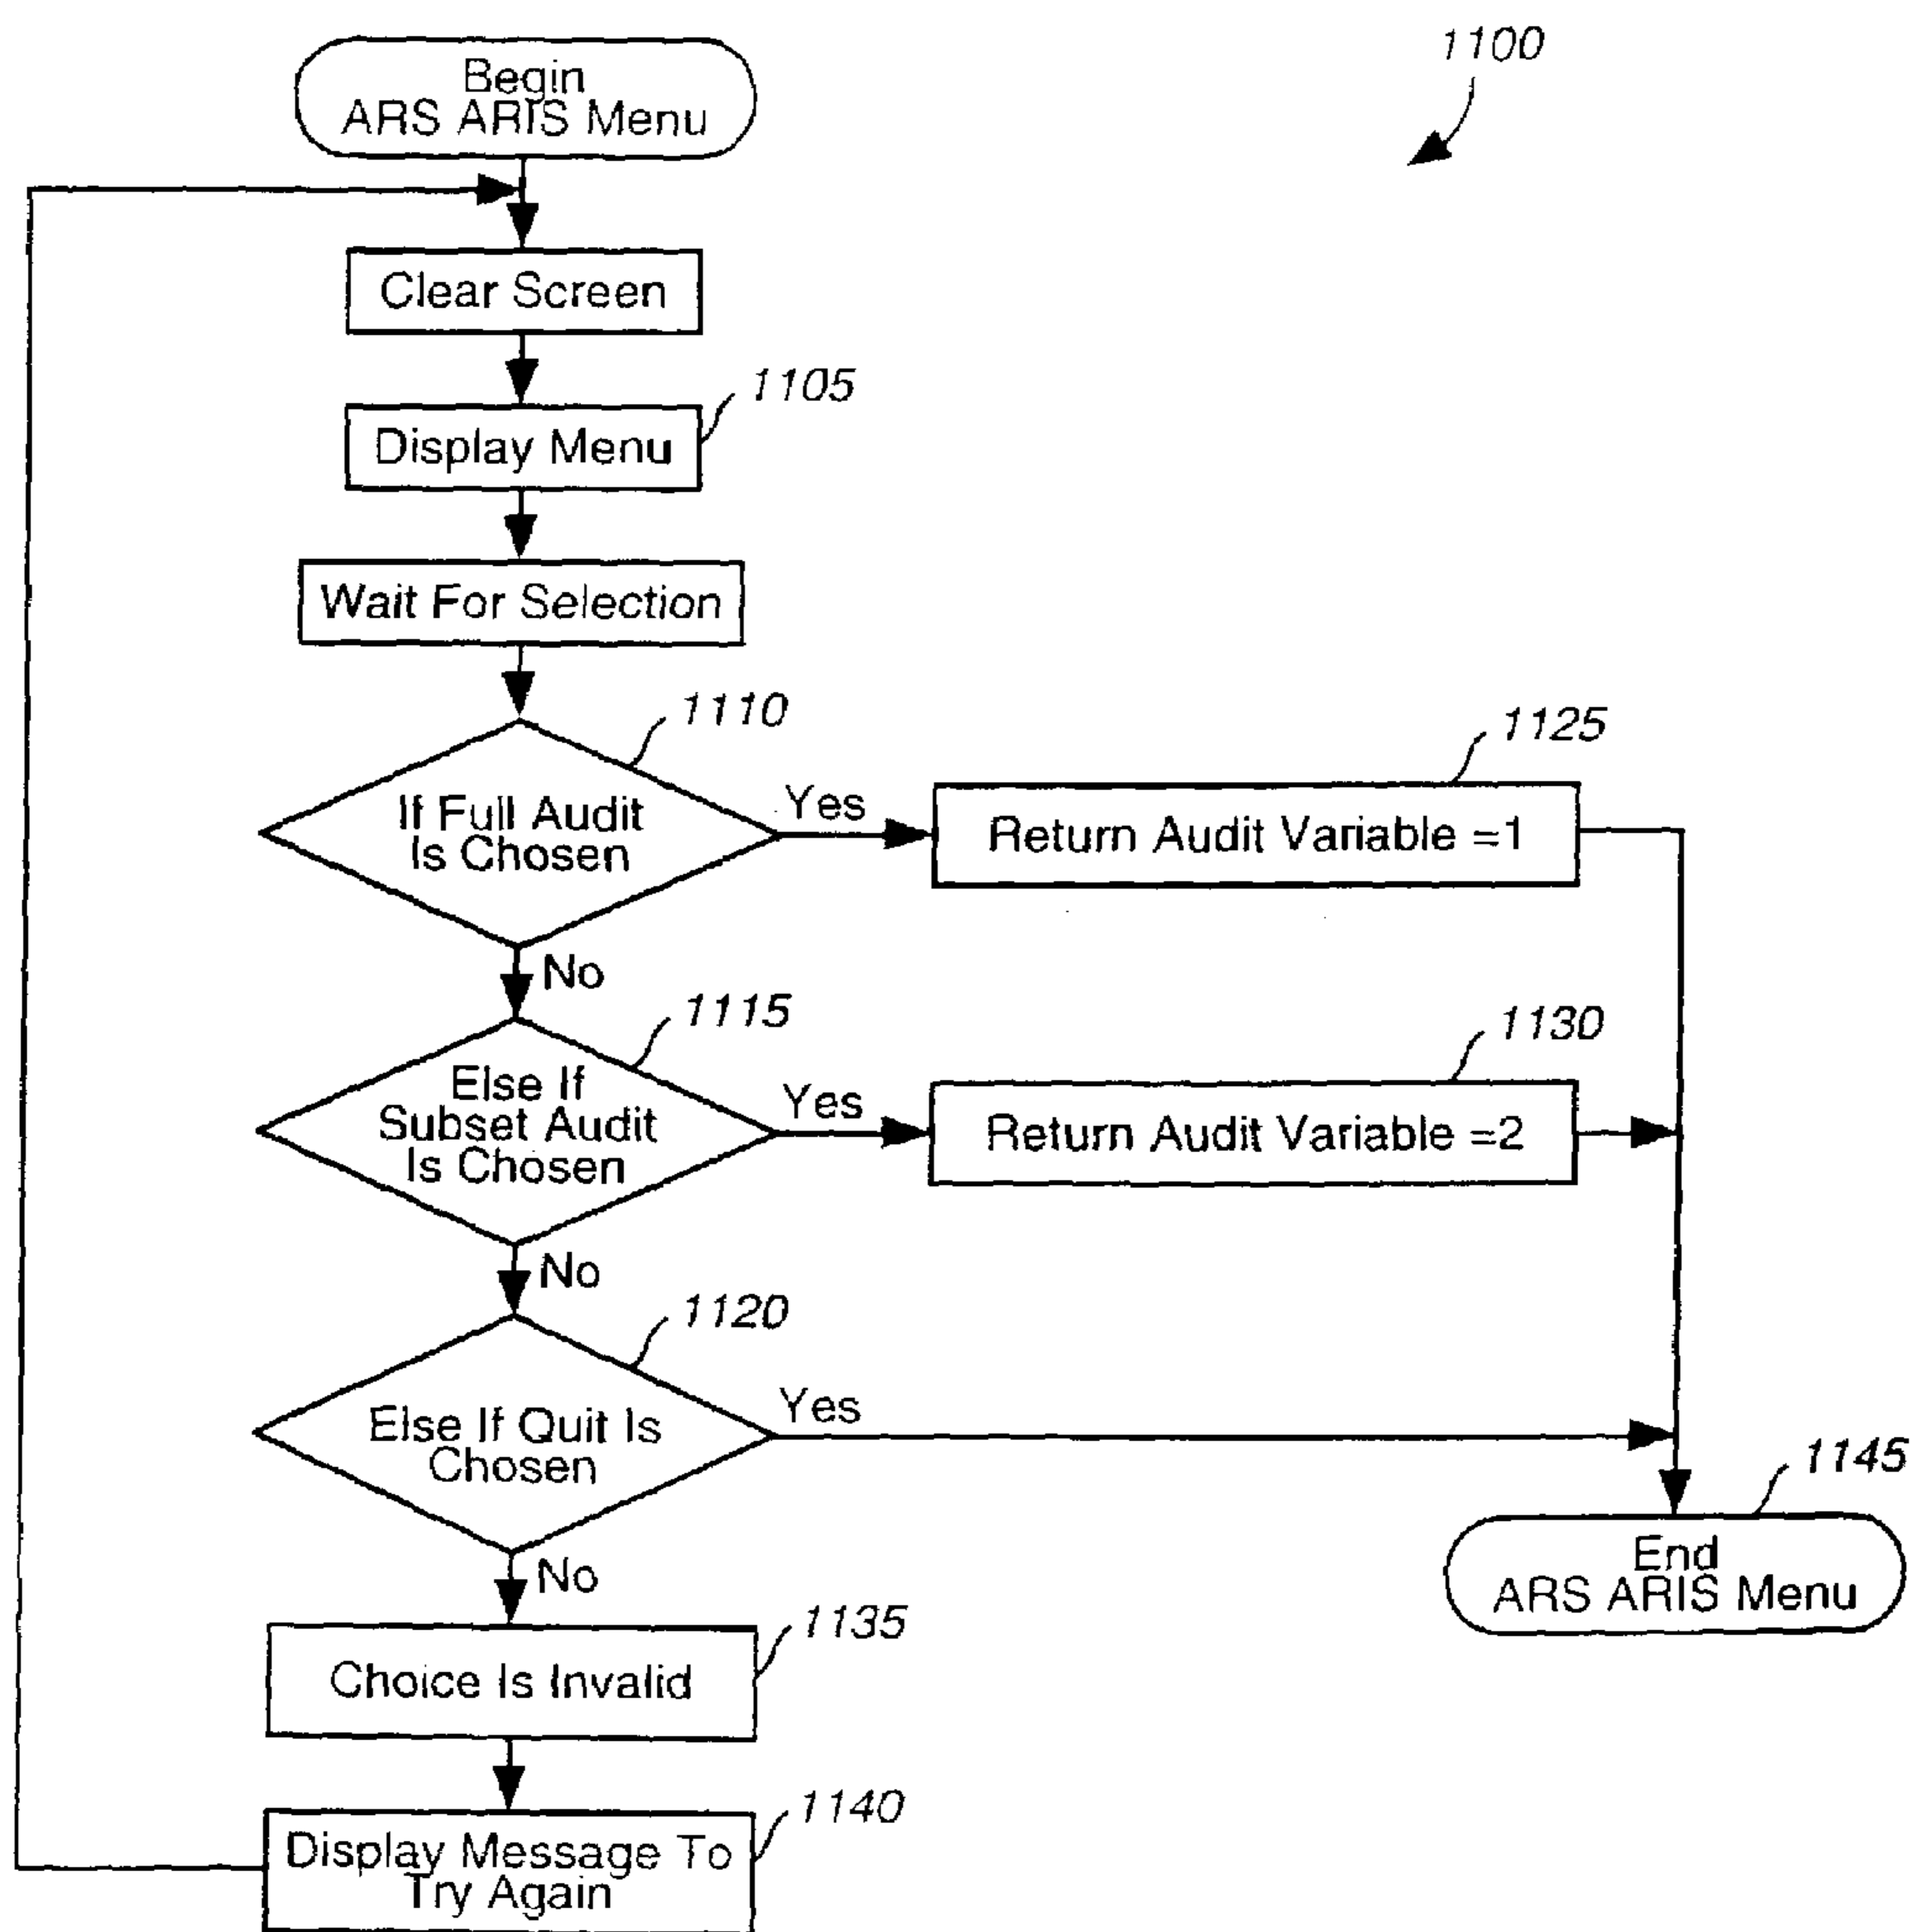 1100
Begin
ARS ARIS Menu
Clear Screen
1105
Display Menu
Wait For Selection
1110
If Full Audit
Is Chosen
Yes
1125
Return Audit Variable =1
No
1115
Else If
Subset Audit
Is Chosen
Yes
1130
Return Audit Variable =2
No
1120
Else If Quit Is
Chosen
Yes
1145
End
ARS ARIS Menu
No
1135
Choice Is Invalid
1140
Display Message To
Try Again